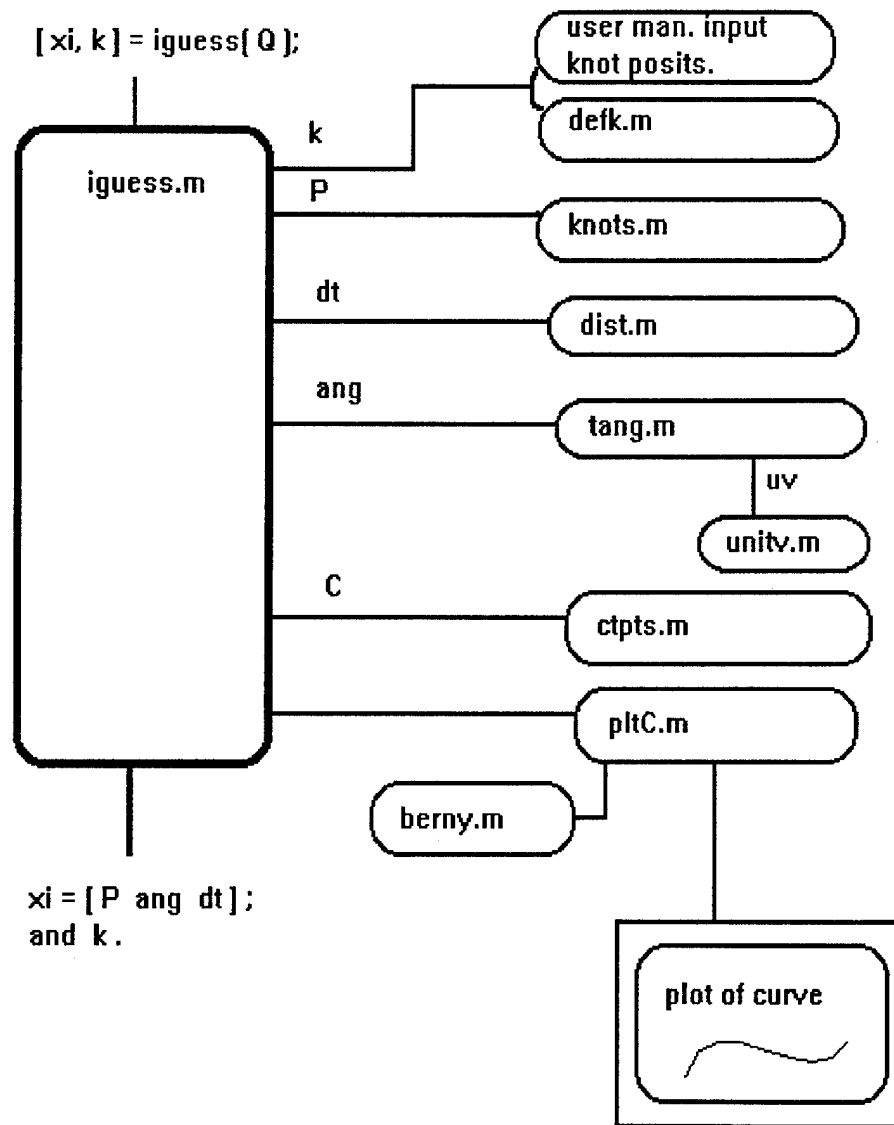 [ xi, k ] = iguess( Q );
user man. input
knot posits.
k
defk.m
iguess.m
P
knots.m
dt
dist.m
ang
tang.m
uv
unitv.m
C
ctpts.m
pltC.m
berny.m
xi = [ P ang dt ] ;
and k .
plot of curve